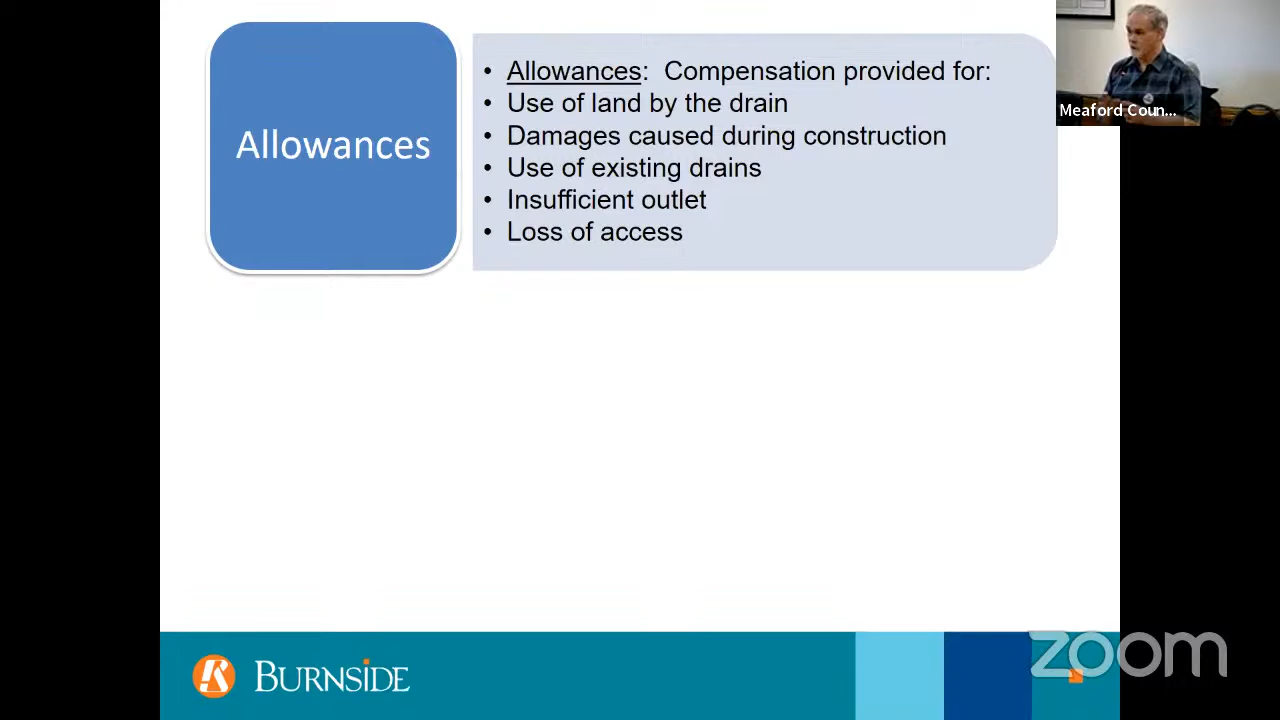 Allowances
• Allowances: Compensation provided for:
• Use of land by the drain
• Damages caused during construction
• Use of existing drains
• Insufficient outlet
• Loss of access
Meaford Coun...
BURNSIDE
zoom